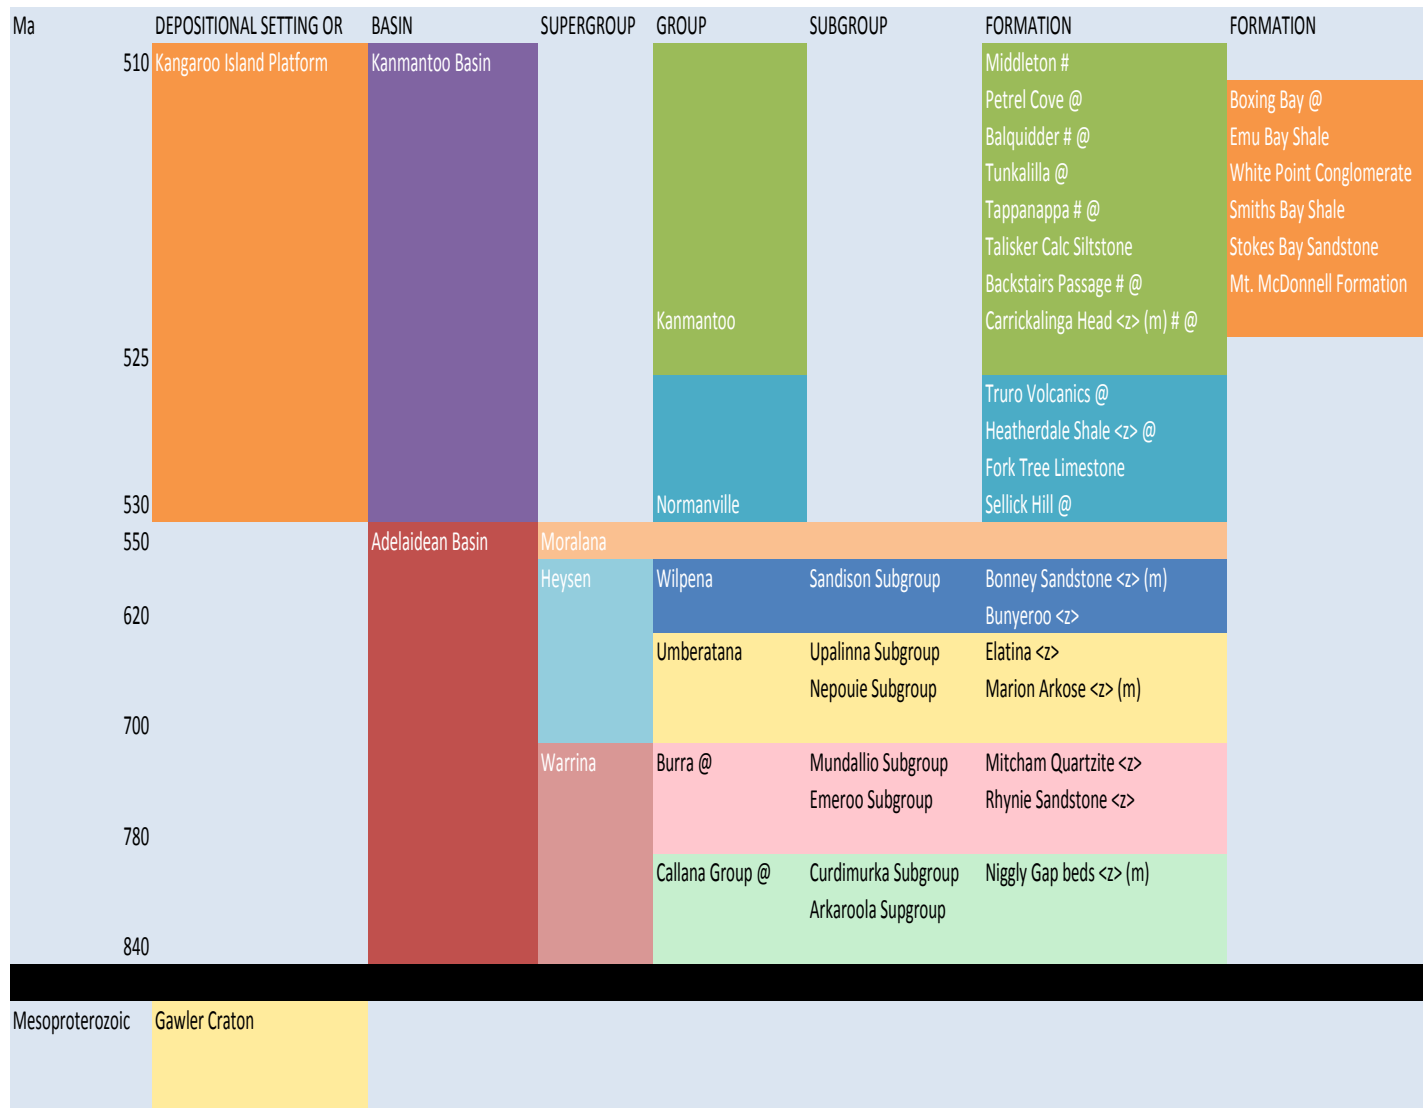 Ma DEPOSITIONAL SETTING OR BASIN SUPERGROUP GROUP SUBGROUP FORMATION FORMATION
510 Kangaroo Island Platform Kanmantoo Basin Middleton #
Petrel Cove @ Boxing Bay @
Balquidder # @ Emu Bay Shale
Tunkalilla @ White Point Conglomerate
Tappanappa # @ Smiths Bay Shale
Talisker Calc Siltstone Stokes Bay Sandstone
Backstairs Passage # @ Mt. McDonnell Formation
Kanmantoo Carrickalinga Head <z> (m) # @
525
Truro Volcanics @
Heatherdale Shale <z> @
Fork Tree Limestone
530 Normanville Sellick Hill @
550 Adelaidean Basin Moralana
Heysen Wilpena Sandison Subgroup Bonney Sandstone <z> (m)
620 Bunyeroo <z>
Umberatana Upalinna Subgroup Elatina <z>
Nepouie Subgroup Marion Arkose <z> (m)
700
Warrina Burra @ Mundallio Subgroup Mitcham Quartzite <z>
Emeroo Subgroup Rhynie Sandstone <z>
780
Callana Group @ Curdimurka Subgroup Niggly Gap beds <z> (m)
Arkaroola Supgroup
840
Mesoproterozoic Gawler Craton